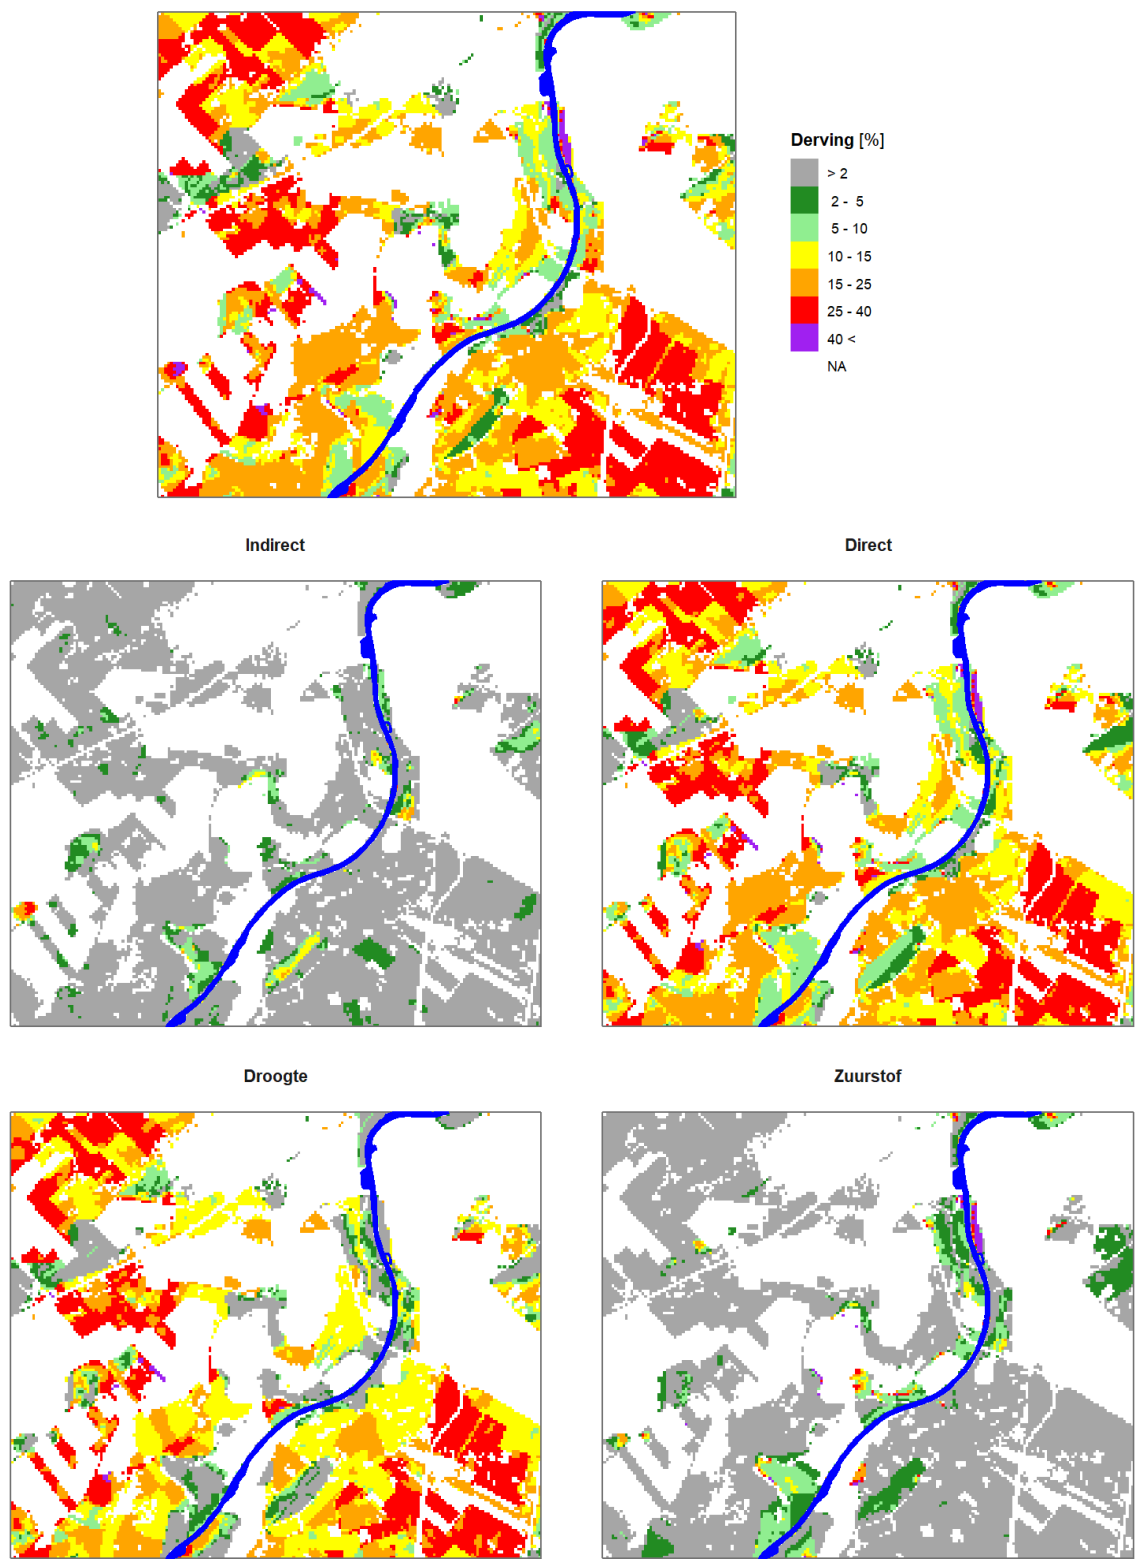 Derving [%]
> 2
2 - 5
5 - 10
10 - 15
15 - 25
25 - 40
40 <
NA
Indirect
Direct
Droogte
Zuurstof